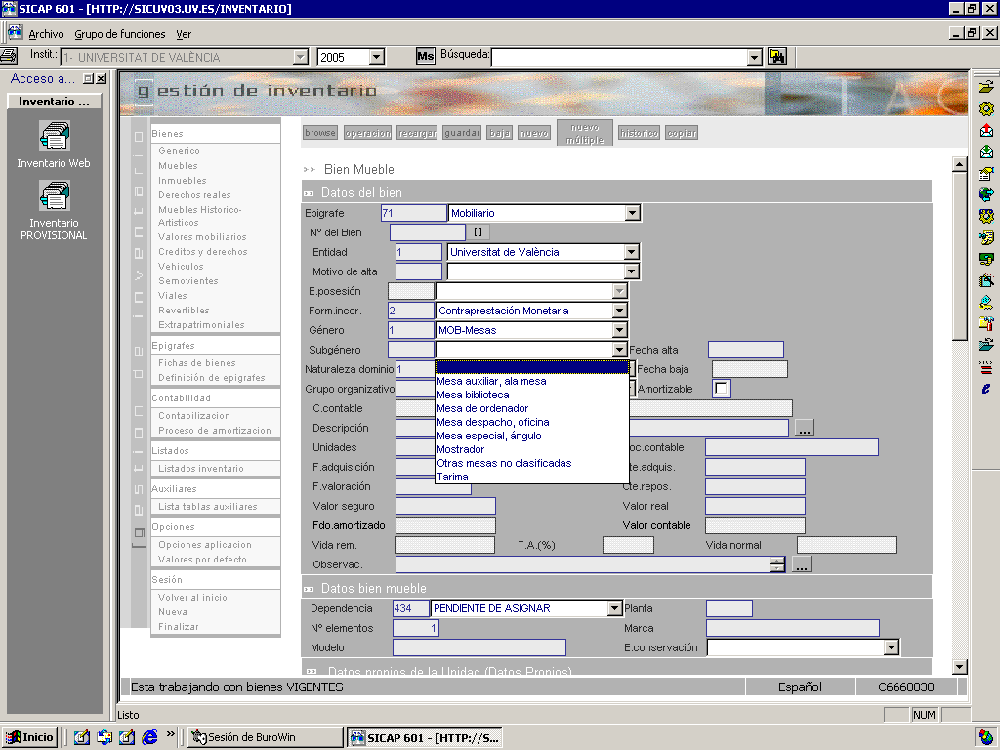 SICAP 601 - [HTTP://SICUV03.UV.ES/INVENTARIO]
Archivo Grupo de funciones Ver
Instit.: 1- UNIVERSITAT DE VALÈNCIA 2005 Ms Búsqueda:
Acceso a...
Inventario ...
Inventario Web
Inventario
PROVISIONAL
gestión de inventario
TAC
Bienes
Generico
Muebles
Inmuebles
Derechos reales
Muebles Historico-
Artisticos
Valores mobiliarios
Creditos y derechos
Vehiculos
Semovientes
Viales
Revertibles
Extrapatrimoniales
Epigrafes
Fichas de bienes
Definición de epigrafes
Contabilidad
Contabilizacion
Proceso de amortizacion
Listados
Listados inventario
Auxiliares
Lista tablas auxiliares
Opciones
Opciones aplicacion
Valores por defecto
Sesión
Volver al inicio
Nueva
Finalizar
browse operacion recargar guardar baja nuevo nuevo múltiple historico copiar
>> Bien Mueble
Datos del bien
Epigrafe 71 Mobiliario
Nº del Bien []
Entidad 1 Universitat de València
Motivo de alta
E.posesión
Form.incor. 2 Contraprestación Monetaria
Género 1 MOB-Mesas
Subgénero Fecha alta
Naturaleza dominio 1 Fecha baja
Grupo organizativo Amortizable
Mesa auxiliar, ala mesa
Mesa biblioteca
Mesa de ordenador
Mesa despacho, oficina
Mesa especial, ángulo
Mostrador
Otras mesas no clasificadas
Tarima
C.contable
Descripción ...
Unidades oc.contable
F.adquisición te.adquis.
F.valoración te.repos.
Valor seguro Valor real
Fdo.amortizado Valor contable
Vida rem. T.A.(%) Vida normal
Observac. ...
Datos bien mueble
Dependencia 434 PENDIENTE DE ASIGNAR Planta
Nº elementos 1 Marca
Modelo E.conservación
Datos propios de la Unidad (Datos Propios)
Esta trabajando con bienes VIGENTES Español C6660030
Listo NUM
Inicio » Sesión de BuroWin SICAP 601 - [HTTP://S...